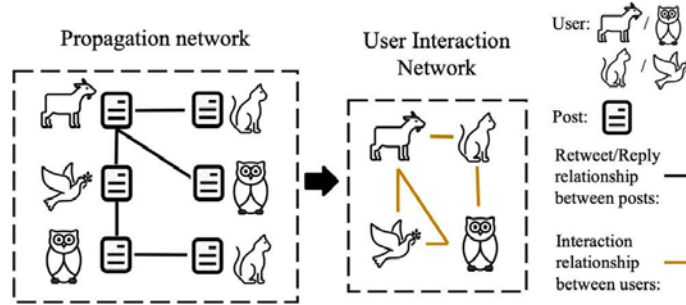 Propagation network
User Interaction
Network
User:
/
/
Post:
Retweet/Reply
relationship
between posts:
Interaction
relationship
between users: